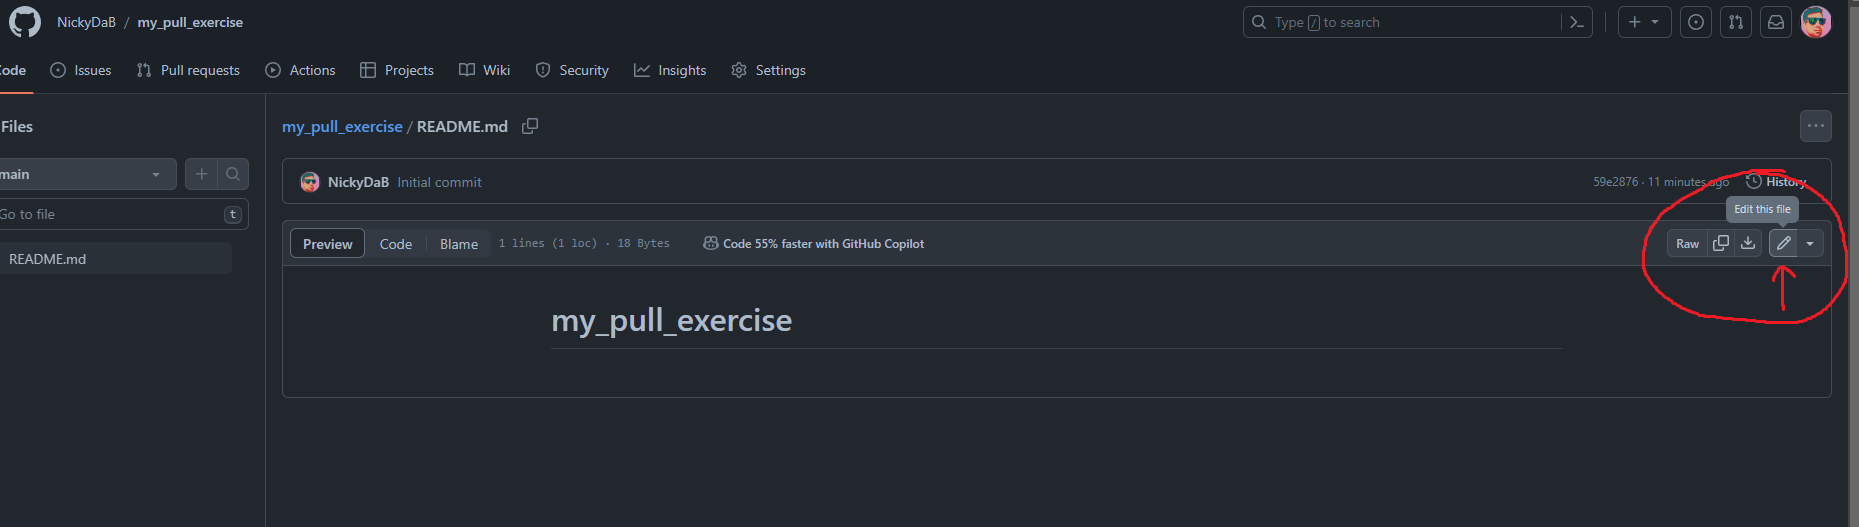 NickyDaB / my_pull_exercise
Type / to search
Code Issues Pull requests Actions Projects Wiki Security Insights Settings
Files
main
Go to file t
README.md
my_pull_exercise / README.md
NickyDaB Initial commit
59e2876 · 11 minutes ago History
Edit this file
Preview Code Blame 1 lines (1 loc) · 18 Bytes Code 55% faster with GitHub Copilot
Raw
my_pull_exercise